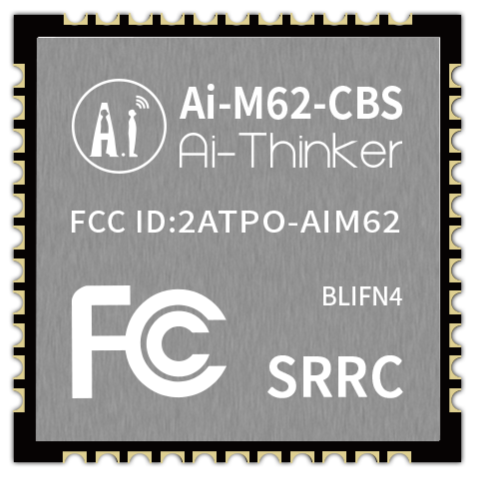 Ai-M62-CBS
A.I
Ai-Thinker
FCC ID:2ATPO-AIM62
BLIFN4
FC
SRRC